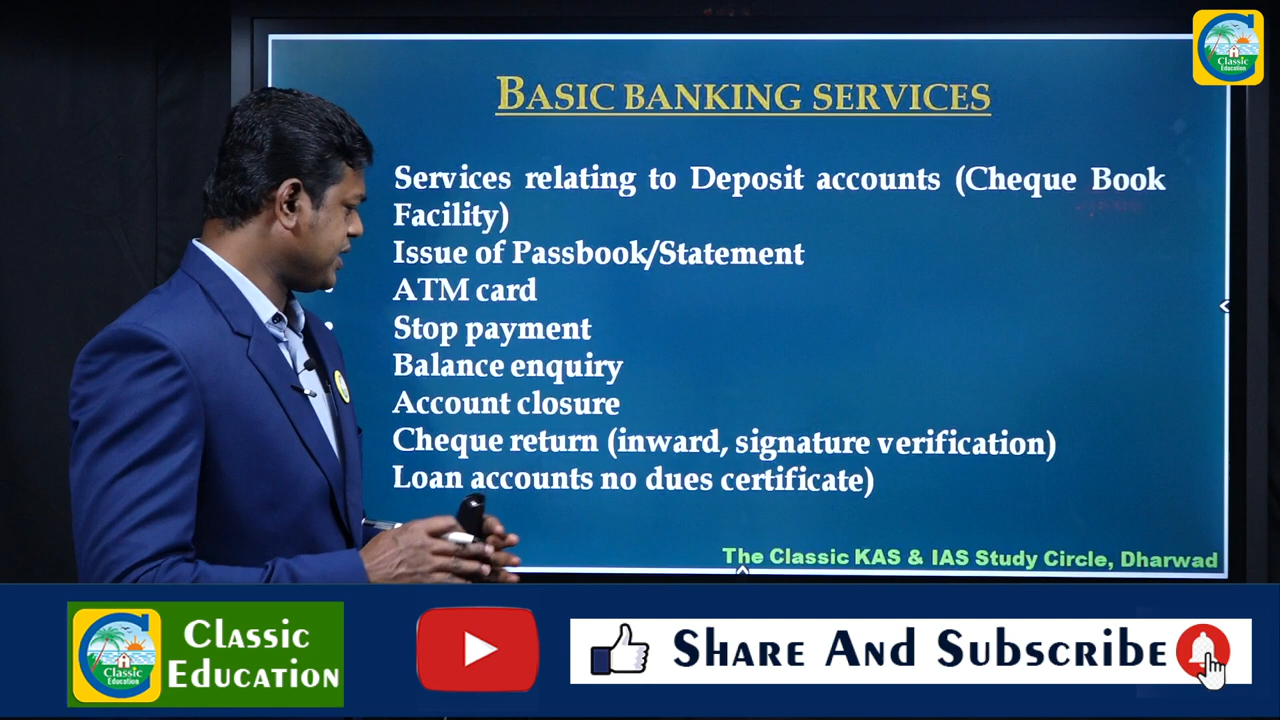 Classic
Education
BASIC BANKING SERVICES
Services relating to Deposit accounts (Cheque Book
Facility)
Issue of Passbook/Statement
ATM card
Stop payment
Balance enquiry
Account closure
Cheque return (inward, signature verification)
Loan accounts no dues certificate)
The Classic KAS & IAS Study Circle, Dharwad
Classic
Education
CLASSIC
EDUCATION
SHARE AND SUBSCRIBE